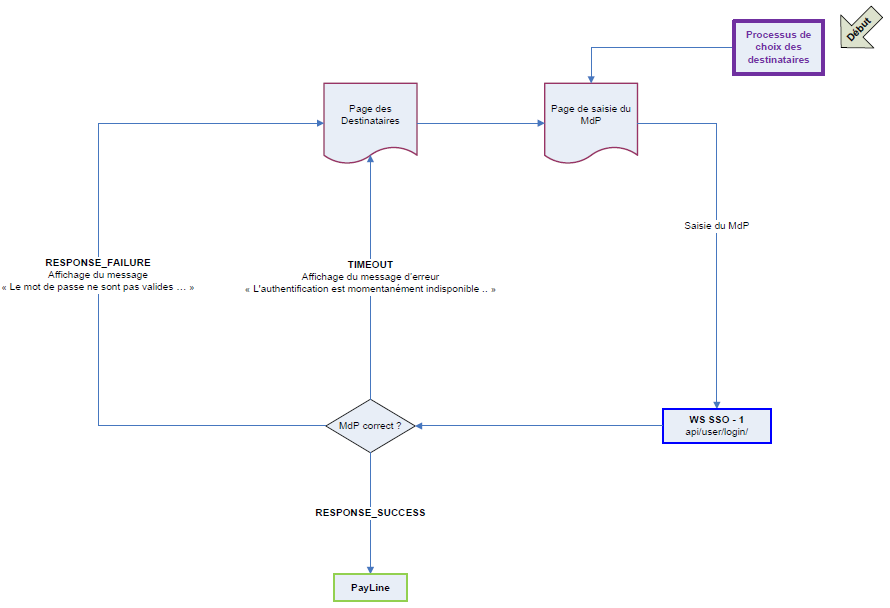 Début
Processus de
choix des
destinataires
Page des
Destinataires
Page de saisie du
MdP
Saisie du MdP
RESPONSE_FAILURE
Affichage du message
« Le mot de passe ne sont pas valides ... »
TIMEOUT
Affichage du message d'erreur
« L'authentification est momentanément indisponible .. »
MdP correct ?
WS SSO - 1
api/user/login/
RESPONSE_SUCCESS
PayLine